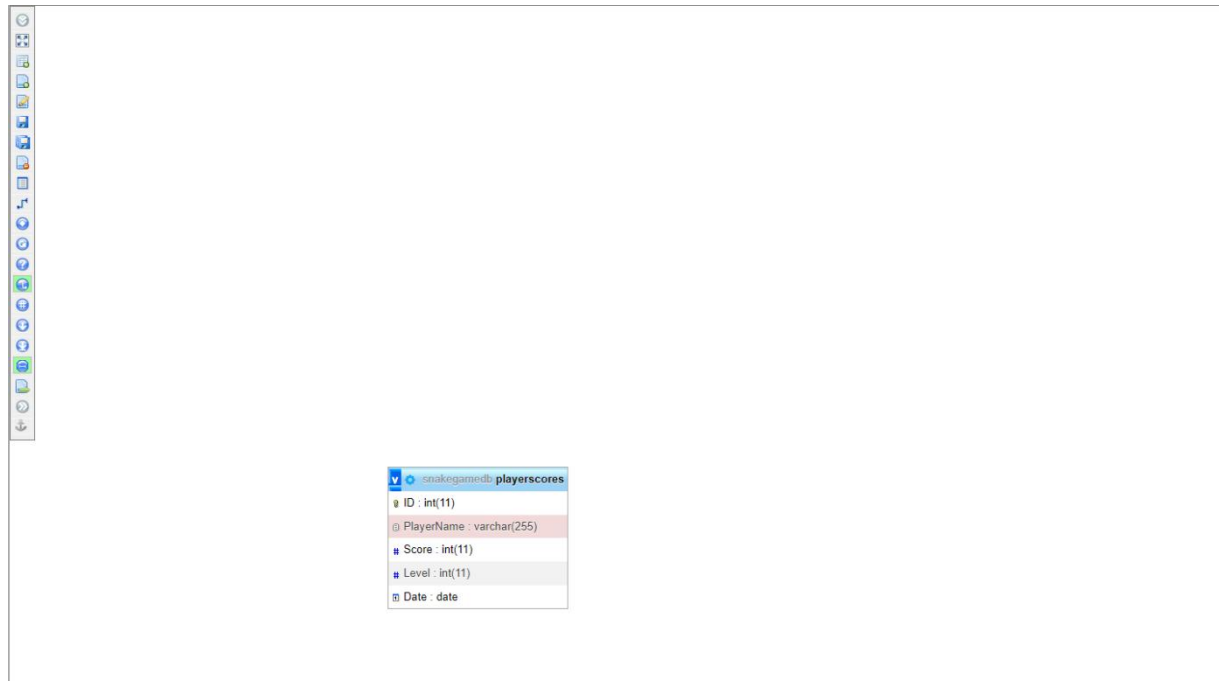 v snakegamedb playerscores
ID : int(11)
PlayerName : varchar(255)
# Score : int(11)
# Level : int(11)
Date : date